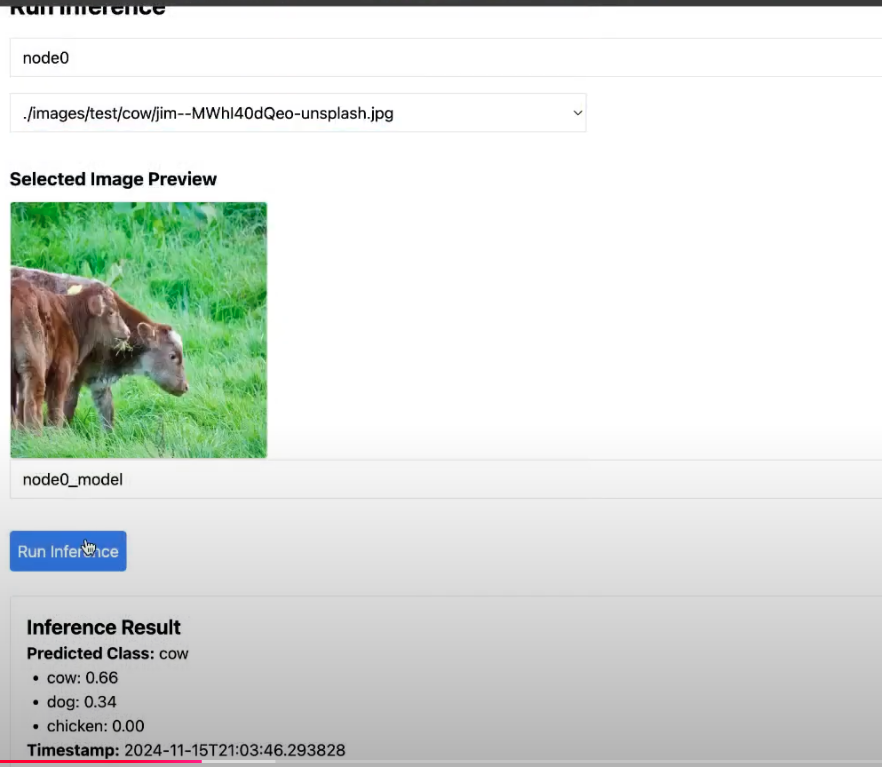 Run Inference
node0
./images/test/cow/jim--MWhl40dQeo-unsplash.jpg
Selected Image Preview
node0_model
Run Inference
Inference Result
Predicted Class: cow
• cow: 0.66
• dog: 0.34
• chicken: 0.00
Timestamp: 2024-11-15T21:03:46.293828